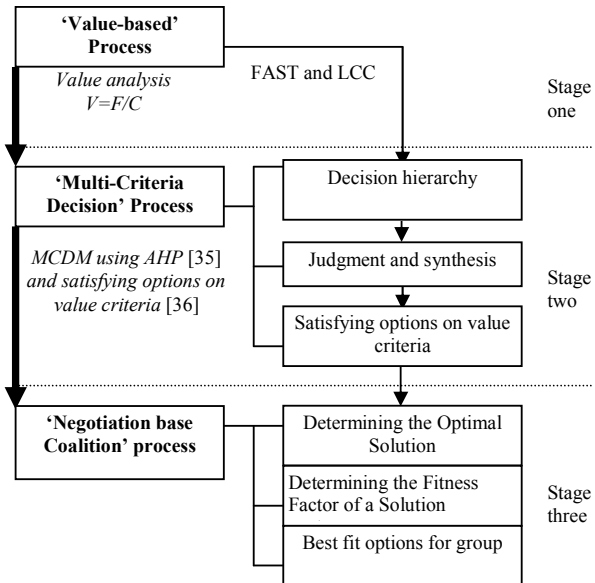 ‘Value-based’
Process
Value analysis
V=F/C
FAST and LCC
Stage
one
‘Multi-Criteria
Decision’ Process
Decision hierarchy
MCDM using AHP [35]
and satisfying options on
value criteria [36]
Judgment and synthesis
Satisfying options on value
criteria
Stage
two
‘Negotiation base
Coalition’ process
Determining the Optimal
Solution
Determining the Fitness
Factor of a Solution
Best fit options for group
Stage
three